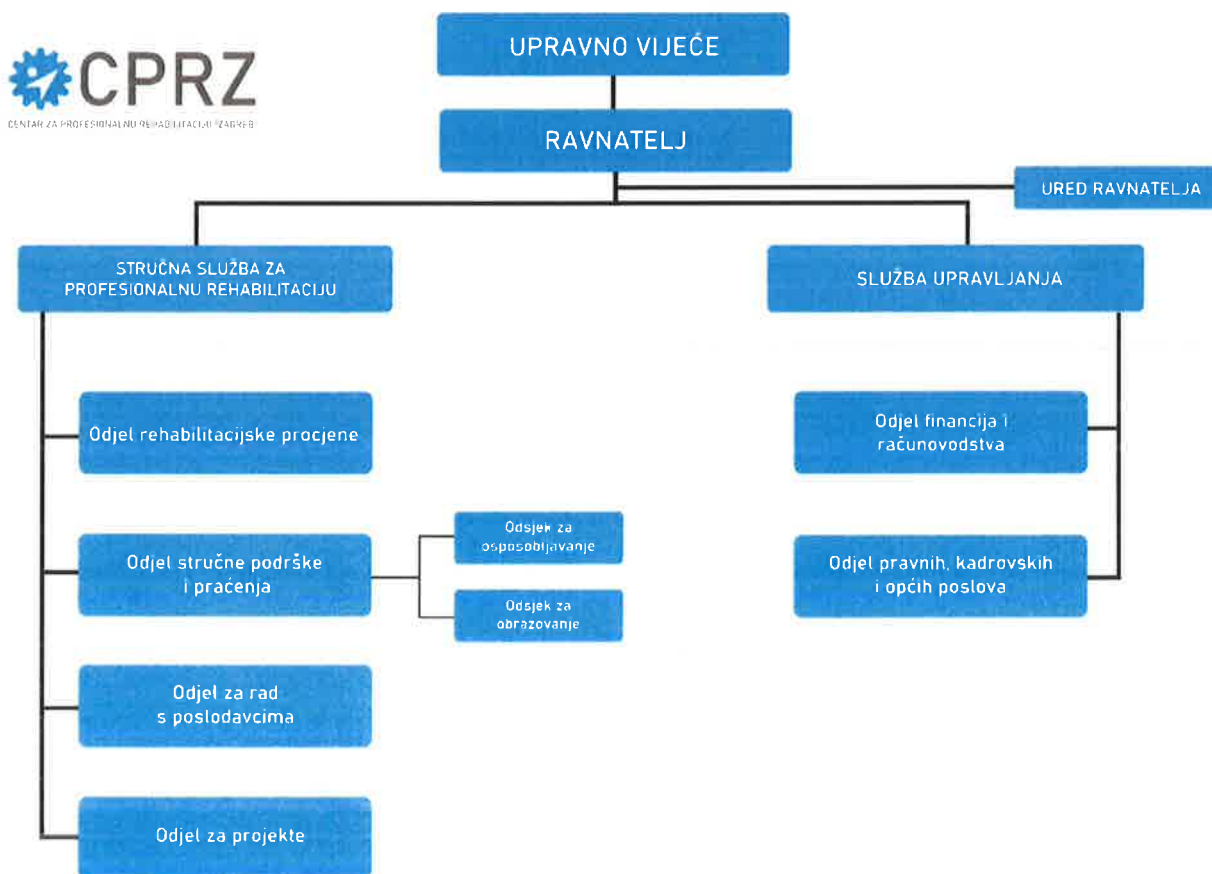 CPRZ
CENTAR ZA PROFESIONALNU REHABILITACIJU "ZAGREB"
UPRAVNO VIJEĆE
RAVNATELJ
URED RAVNATELJA
STRUČNA SLUŽBA ZA
PROFESIONALNU REHABILITACIJU
SLUŽBA UPRAVLJANJA
Odjel rehabilitacijske procjene
Odjel financija i
računovodstva
Odjel stručne podrške
i praćenja
Odsjek za
osposobljavanje
Odsjek za
obrazovanje
Odjel pravnih, kadrovskih
i općih poslova
Odjel za rad
s poslodavcima
Odjel za projekte